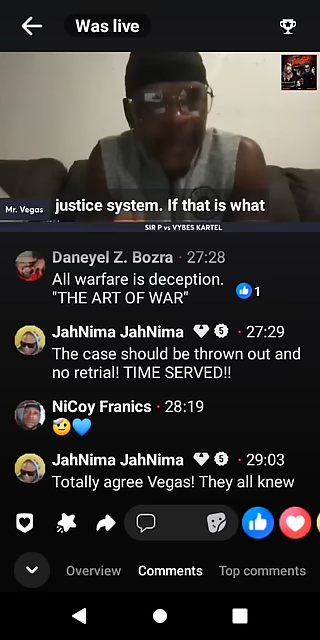 Was live
Mr. Vegas
justice system. If that is what
SIR P vs VYBES KARTEL
Daneyel Z. Bozra · 27:28
All warfare is deception.
"THE ART OF WAR"
1
JahNima JahNima 5 · 27:29
The case should be thrown out and
no retrial! TIME SERVED!!
NiCoy Franics · 28:19
🫡💙
JahNima JahNima 5 · 29:03
Totally agree Vegas! They all knew
Overview Comments Top comments